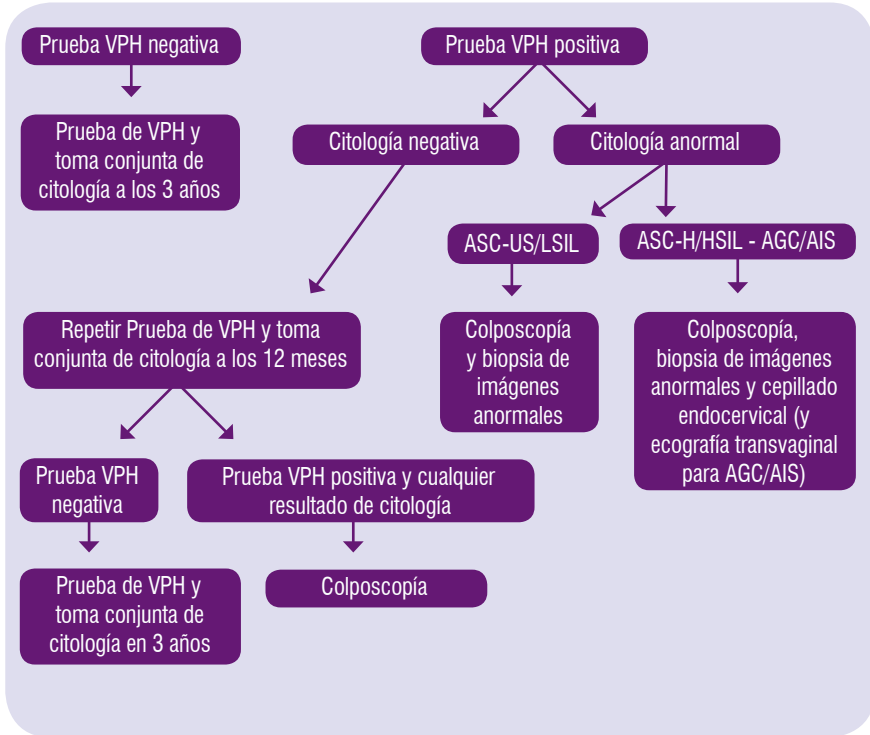 Prueba VPH negativa
Prueba VPH positiva
Prueba de VPH y
toma conjunta de
citología a los 3 años
Citología negativa
Citología anormal
ASC-US/LSIL
ASC-H/HSIL - AGC/AIS
Repetir Prueba de VPH y toma
conjunta de citología a los 12 meses
Colposcopía
y biopsia de
imágenes
anormales
Colposcopía,
biopsia de imágenes
anormales y cepillado
endocervical (y
ecografía transvaginal
para AGC/AIS)
Prueba VPH
negativa
Prueba VPH positiva y cualquier
resultado de citología
Prueba de VPH y
toma conjunta de
citología en 3 años
Colposcopía